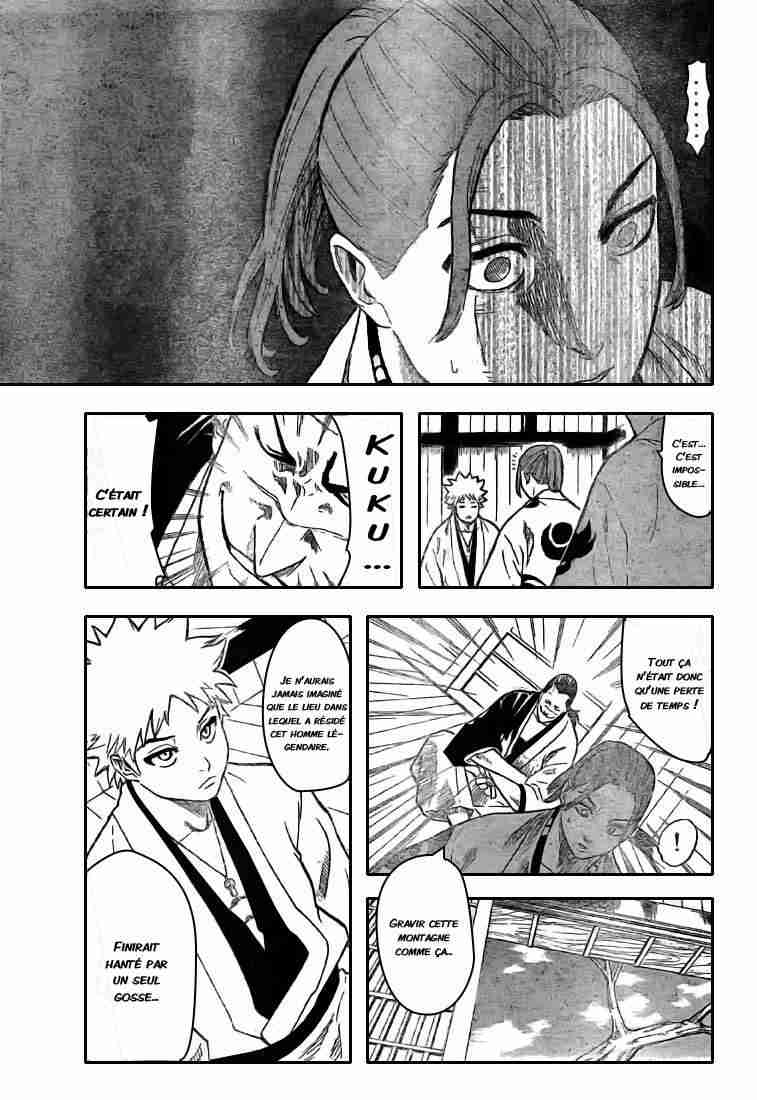 .......
C'EST...
C'EST
IMPOS-
SIBLE...
KUKU...
C'ÉTAIT
CERTAIN !
TOUT ÇA
N'ÉTAIT DONC
QU'UNE PERTE
DE TEMPS !
!
GRAVIR CETTE
MONTAGNE
COMME ÇA...
JE N'AURAIS
JAMAIS IMAGINÉ
QUE LE LIEU DANS
LEQUEL A RÉSIDÉ
CET HOMME LÉ-
GENDAIRE.
FINIRAIT
HANTÉ PAR
UN SEUL
GOSSE...